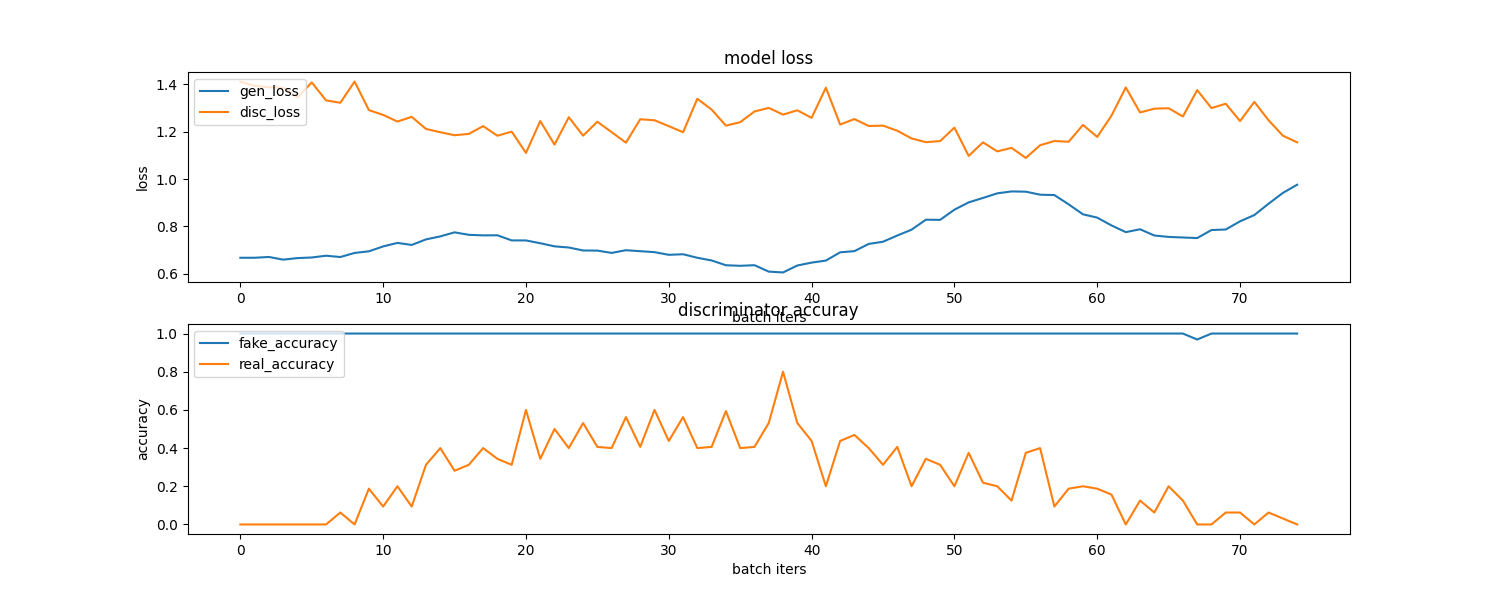 model loss
1.4
1.2
1.0
0.8
0.6
loss
gen_loss
disc_loss
0 10 20 30 40 50 60 70
batch iters
discriminator accuray
1.0
0.8
0.6
0.4
0.2
0.0
accuracy
fake_accuracy
real_accuracy
0 10 20 30 40 50 60 70
batch iters